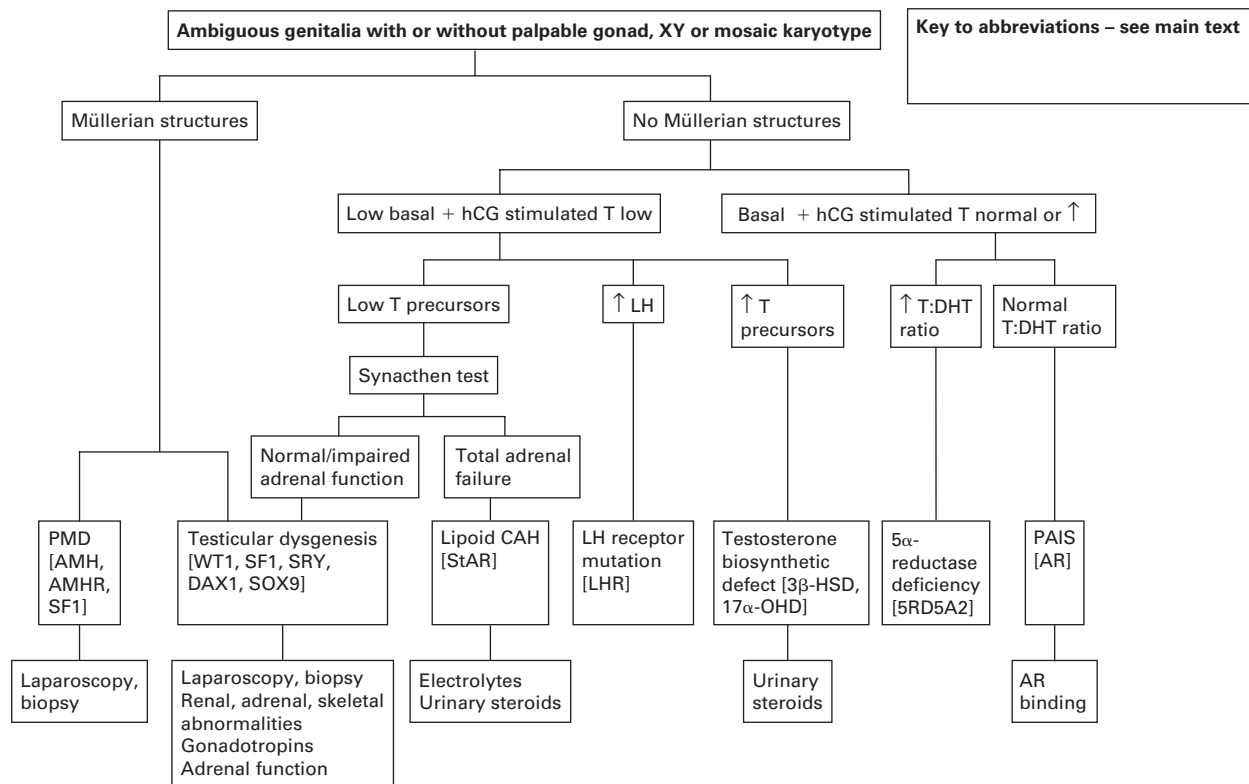 Ambiguous genitalia with or without palpable gonad, XY or mosaic karyotype
Key to abbreviations – see main text
Müllerian structures
No Müllerian structures
Low basal + hCG stimulated T low
Basal + hCG stimulated T normal or ↑
Low T precursors
↑ LH
↑ T
precursors
↑ T:DHT
ratio
Normal
T:DHT ratio
Synacthen test
Normal/impaired
adrenal function
Total adrenal
failure
PMD
[AMH,
AMHR,
SF1]
Testicular dysgenesis
[WT1, SF1, SRY,
DAX1, SOX9]
Lipoid CAH
[StAR]
LH receptor
mutation
[LHR]
Testosterone
biosynthetic
defect [3β-HSD,
17α-OHD]
5α-
reductase
deficiency
[5RD5A2]
PAIS
[AR]
Laparoscopy,
biopsy
Laparoscopy, biopsy
Renal, adrenal, skeletal
abnormalities
Gonadotropins
Adrenal function
Electrolytes
Urinary steroids
Urinary
steroids
AR
binding